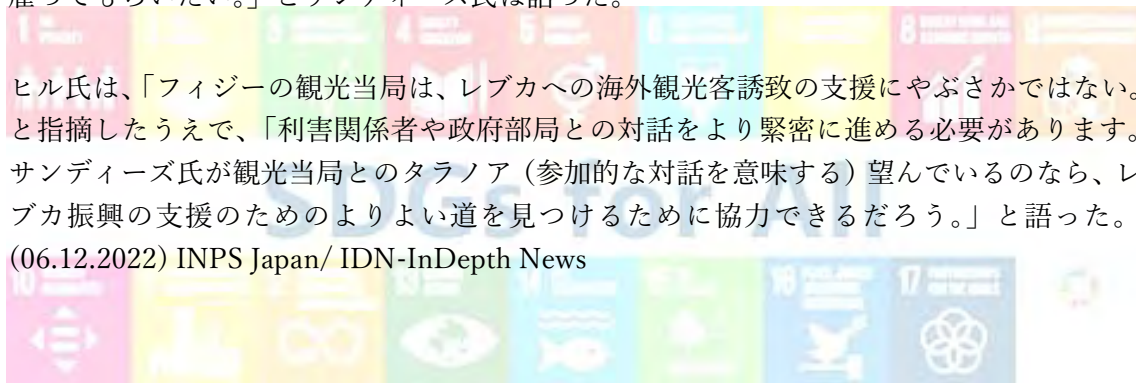 雇ってもらいたい。」とサンディーズ氏は語った。
ヒル氏は、「フィジーの観光当局は、レブカへの海外観光客誘致の支援にやぶさかではない。
と指摘したうえで、「利害関係者や政府部局との対話をより緊密に進める必要があります。
サンディーズ氏が観光当局とのタラノア（参加的な対話を意味する）望んでいるのなら、レ
ブカ振興の支援のためのよりよい道を見つけるために協力できるだろう。」と語った。
(06.12.2022) INPS Japan/ IDN-InDepth News
SDGs for All
1
3
4
5
8
10
13
16
17